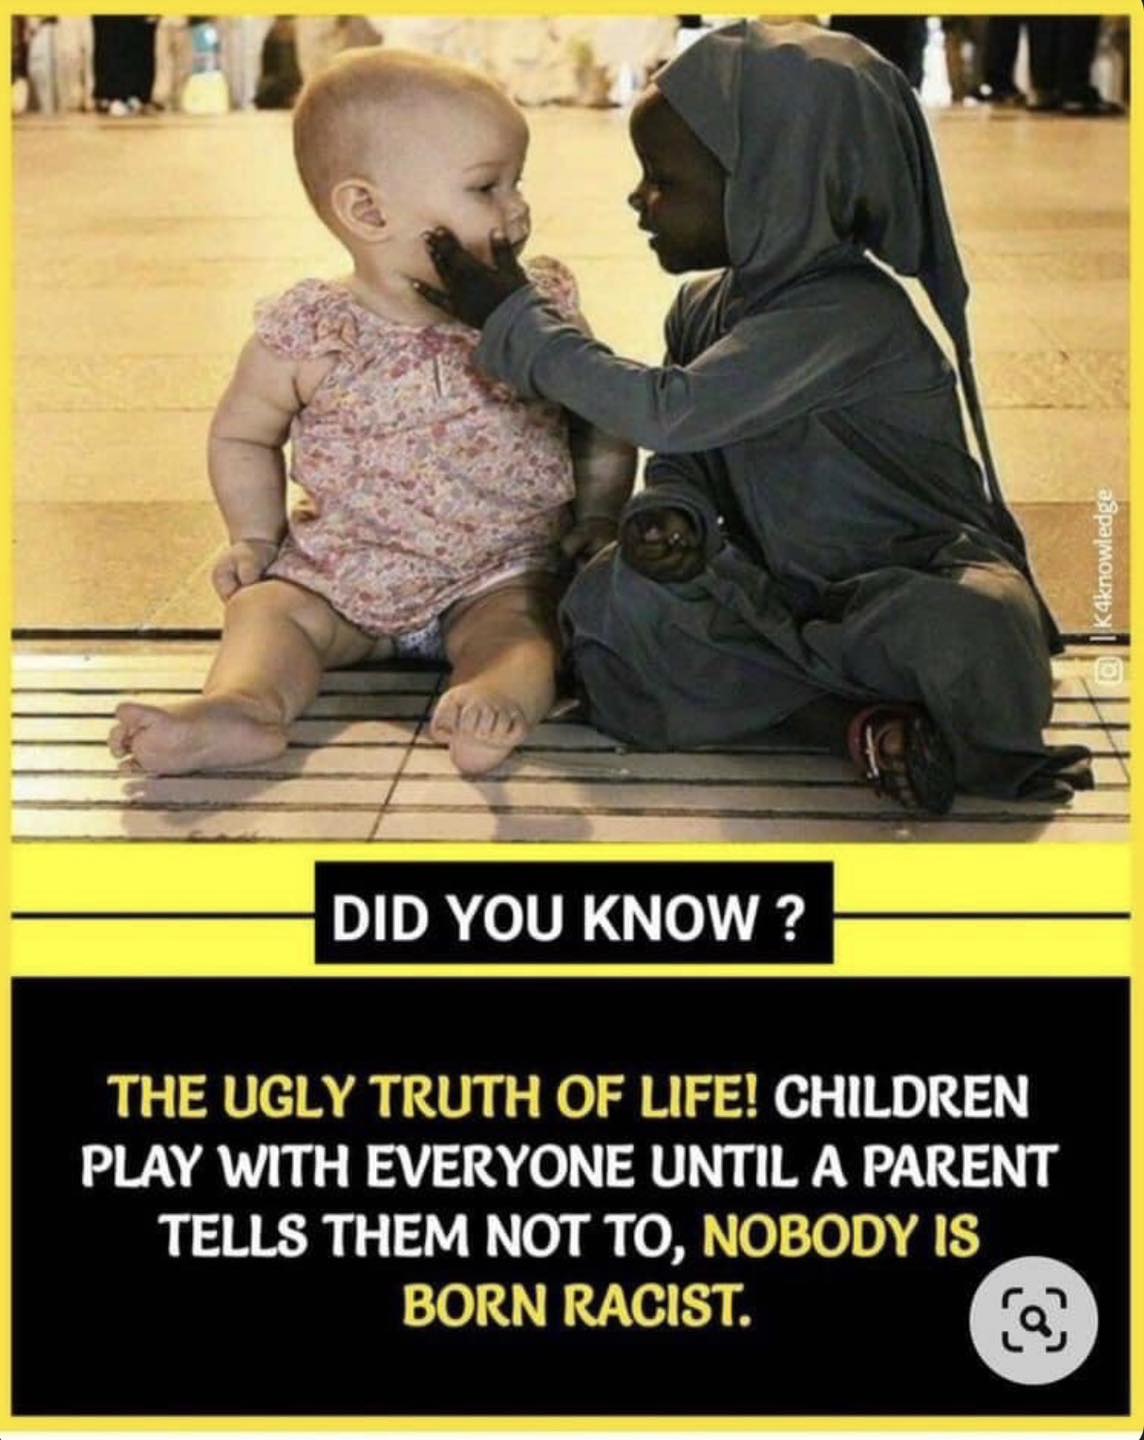 K4knowledge
DID YOU KNOW ?
THE UGLY TRUTH OF LIFE! CHILDREN
PLAY WITH EVERYONE UNTIL A PARENT
TELLS THEM NOT TO, NOBODY IS
BORN RACIST.